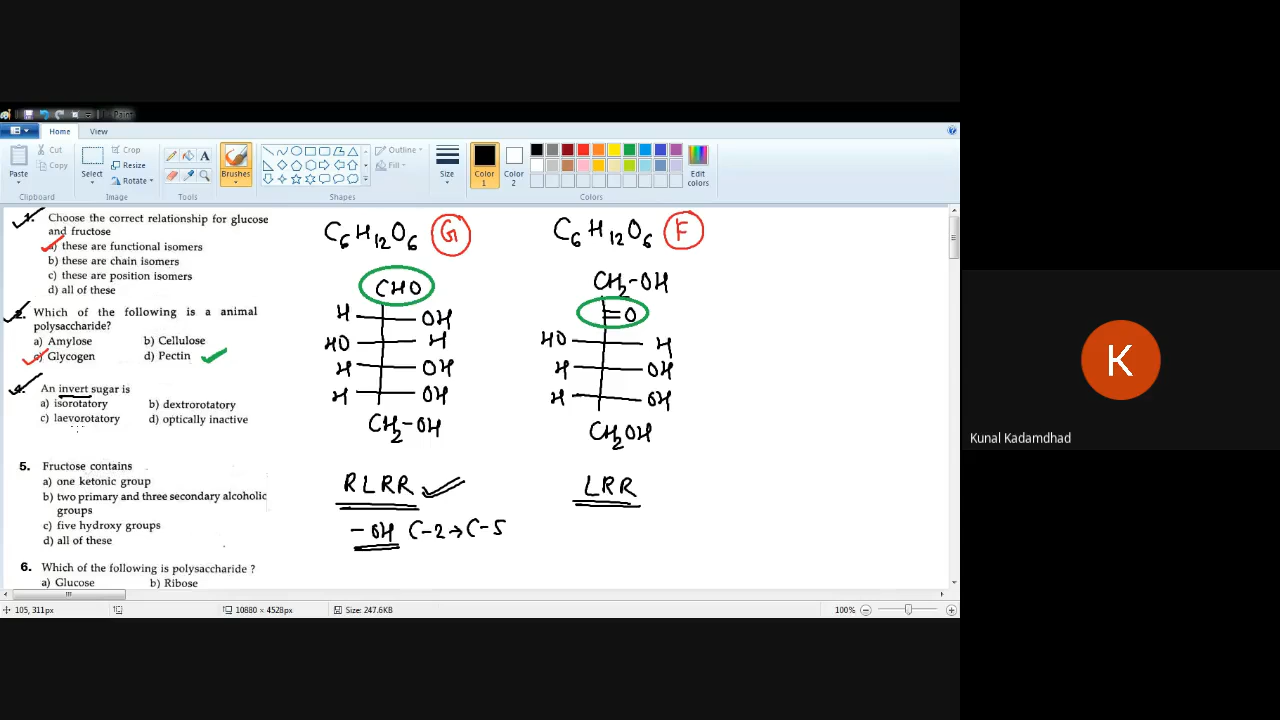 Paint
Home View
Cut
Copy
Paste
Crop
Resize
Rotate
Select
Brushes
Outline
Fill
Size
Color 1
Color 2
Edit colors
Clipboard Image Tools Shapes Colors
1. Choose the correct relationship for glucose
and fructose
a) these are functional isomers
b) these are chain isomers
c) these are position isomers
d) all of these
2. Which of the following is a animal
polysaccharide?
a) Amylose b) Cellulose
c) Glycogen d) Pectin
4. An invert sugar is
a) isorotatory b) dextrorotatory
c) laevorotatory d) optically inactive
5. Fructose contains
a) one ketonic group
b) two primary and three secondary alcoholic
groups
c) five hydroxy groups
d) all of these
6. Which of the following is polysaccharide ?
a) Glucose b) Ribose
C6H12O6 G
CHO
H OH
HO H
H OH
H OH
CH2-OH
RLRR
-OH C-2→C-5
C6H12O6 F
CH2-OH
=O
HO H
H OH
H OH
CH2OH
LRR
K
Kunal Kadamdhad
105, 311px 10880 × 4528px Size: 247.6KB 100%